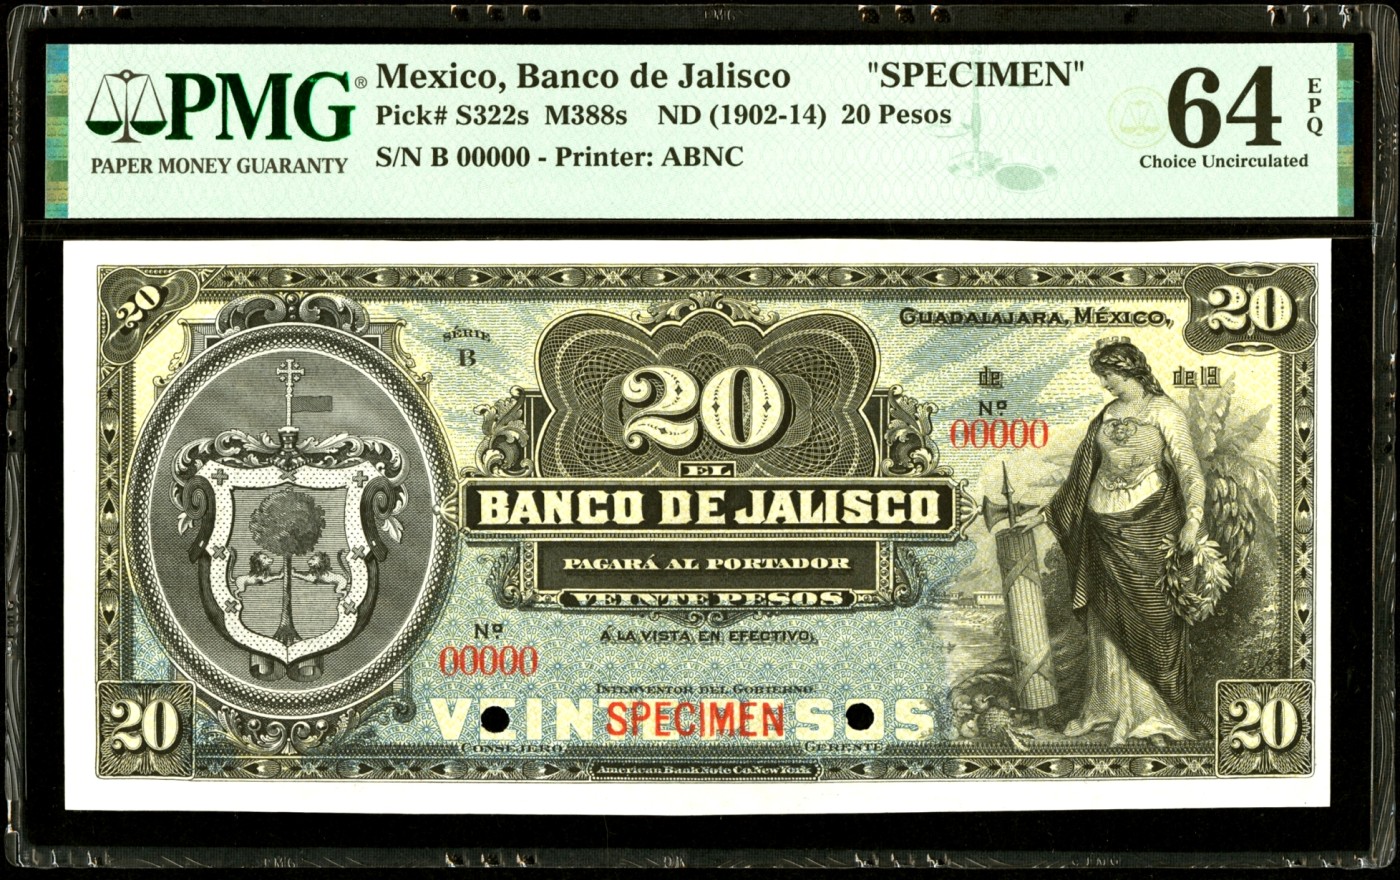 PMG®
PAPER MONEY GUARANTY
Mexico, Banco de Jalisco "SPECIMEN"
Pick# S322s M388s ND (1902-14) 20 Pesos
S/N B 00000 - Printer: ABNC
64 EPQ
Choice Uncirculated
20
20
SÉRIE
B
GUADALAJARA, MÉXICO,
de de 19
Nº
00000
20
EL
BANCO DE JALISCO
PAGARÁ AL PORTADOR
VEINTE PESOS
Á LA VISTA EN EFECTIVO.
Nº
00000
INTERVENTOR DEL GOBIERNO
SPECIMEN
CONSEJERO
GERENTE
20
20
American Bank Note Co. New York